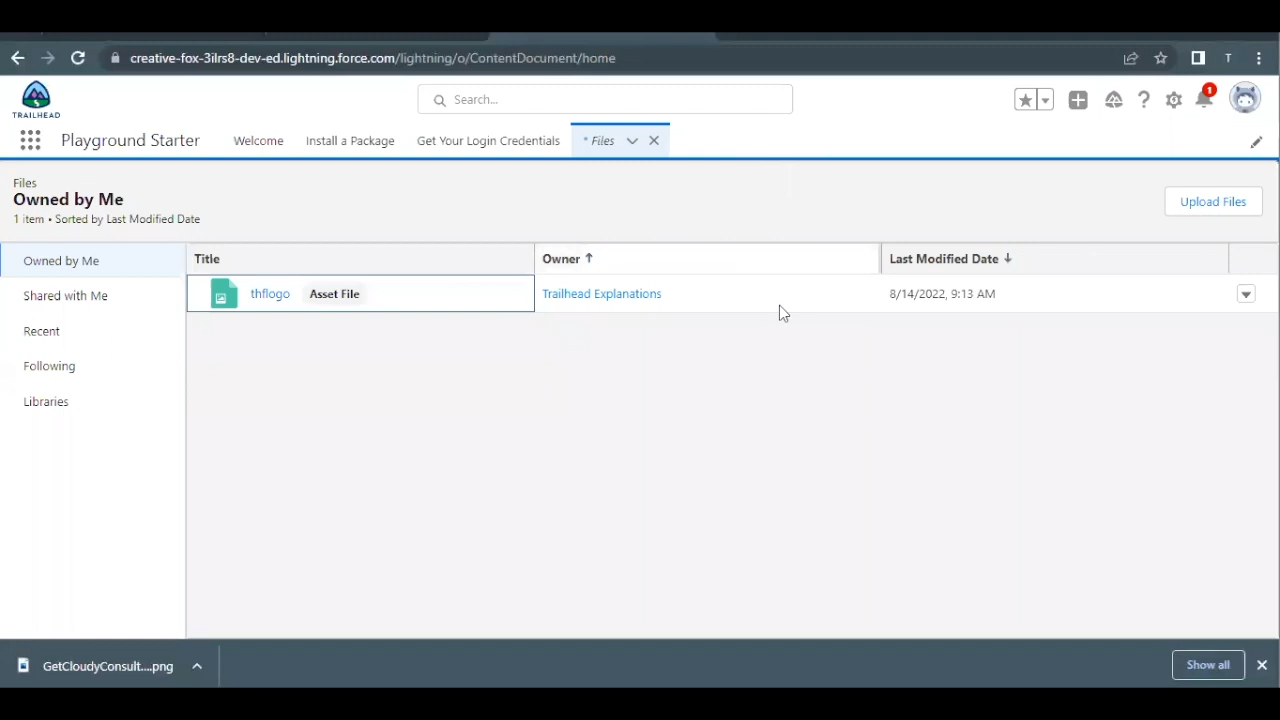 creative-fox-3ilrs8-dev-ed.lightning.force.com/lightning/o/ContentDocument/home
T
TRAILHEAD
Search...
1
Playground Starter
Welcome
Install a Package
Get Your Login Credentials
* Files
Files
Owned by Me
1 item • Sorted by Last Modified Date
Upload Files
Owned by Me
Shared with Me
Recent
Following
Libraries
Title
Owner ↑
Last Modified Date ↓
thflogo
Asset File
Trailhead Explanations
8/14/2022, 9:13 AM
GetCloudyConsult....png
Show all